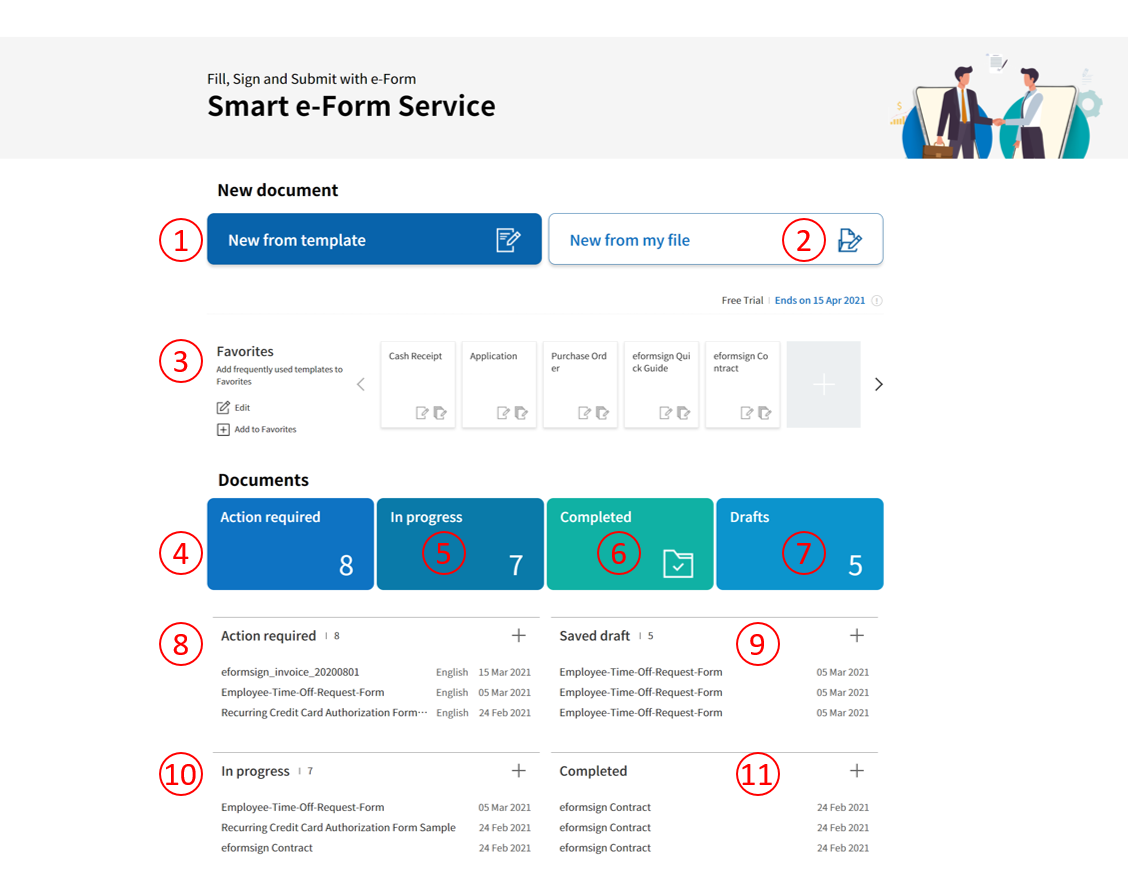 Fill, Sign and Submit with e-Form
Smart e-Form Service
New document
1
New from template
New from my file
2
Free Trial | Ends on 15 Apr 2021
3
Favorites
Add frequently used templates to
Favorites
Edit
Add to Favorites
Cash Receipt
Application
Purchase Ord
er
eformsign Qui
ck Guide
eformsign Co
ntract
Documents
4
Action required
8
In progress
5
7
Completed
6
Drafts
7
5
8
Action required | 8
eformsign_invoice_20200801 English 15 Mar 2021
Employee-Time-Off-Request-Form English 05 Mar 2021
Recurring Credit Card Authorization Form··· English 24 Feb 2021
Saved draft | 5
9
Employee-Time-Off-Request-Form 05 Mar 2021
Employee-Time-Off-Request-Form 05 Mar 2021
Employee-Time-Off-Request-Form 05 Mar 2021
10
In progress | 7
Employee-Time-Off-Request-Form 05 Mar 2021
Recurring Credit Card Authorization Form Sample 24 Feb 2021
eformsign Contract 24 Feb 2021
Completed
11
eformsign Contract 24 Feb 2021
eformsign Contract 24 Feb 2021
eformsign Contract 24 Feb 2021